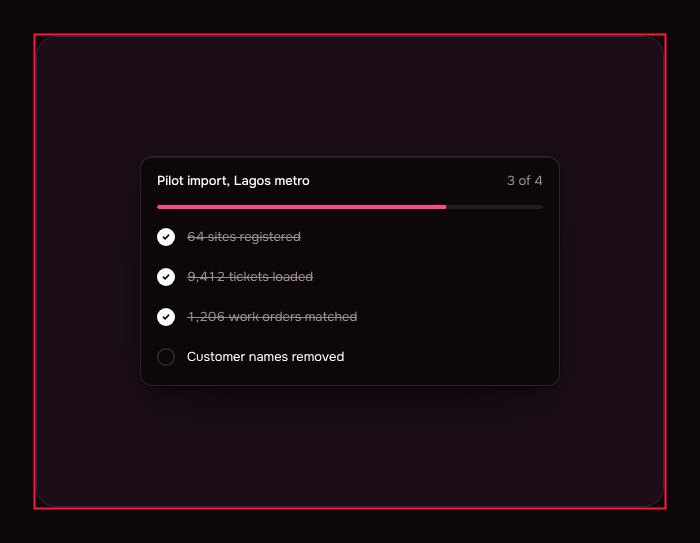 Pilot import, Lagos metro 3 of 4
64 sites registered
9,412 tickets loaded
1,206 work orders matched
Customer names removed